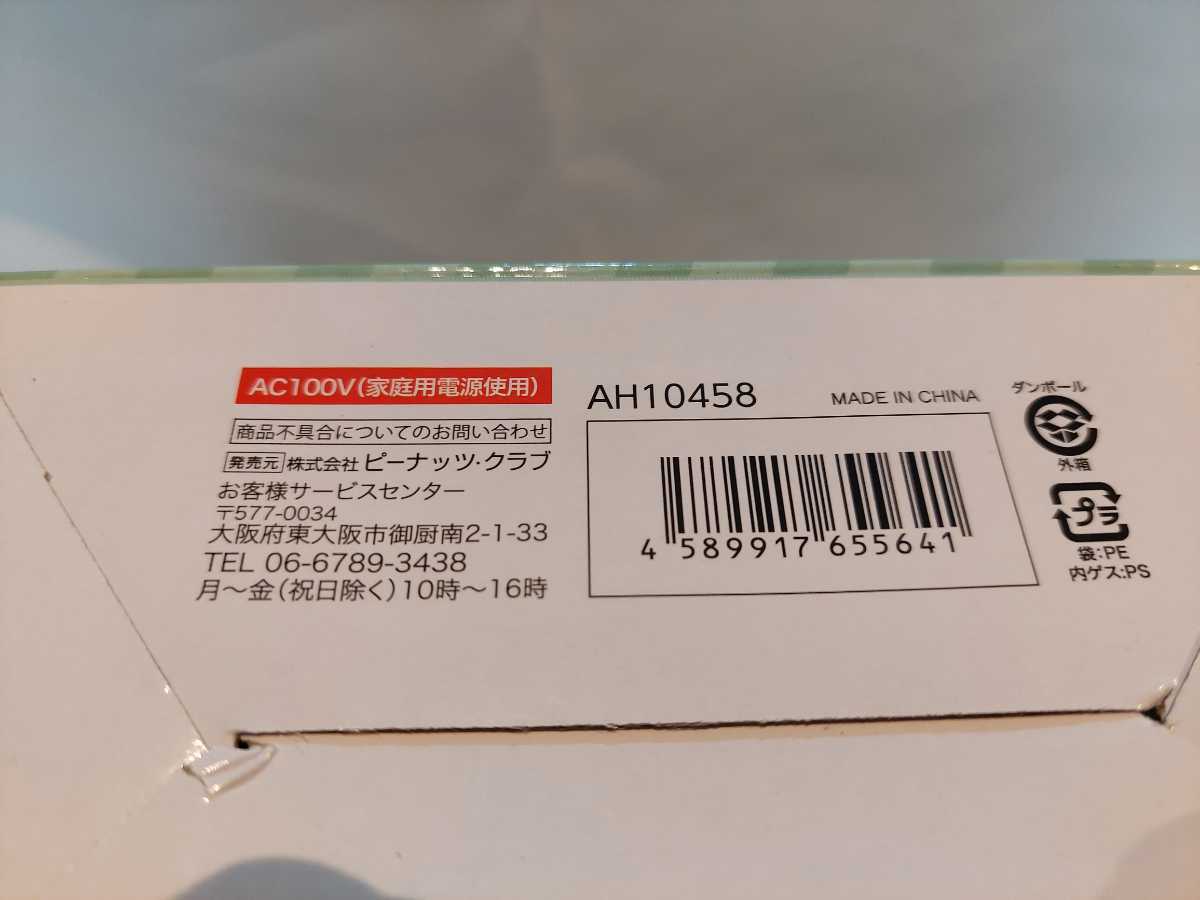 AC100V(家庭用電源使用)
商品不具合についてのお問い合わせ
発売元 株式会社 ピーナッツ・クラブ
お客様サービスセンター
〒577-0034
大阪府東大阪市御厨南2-1-33
TEL 06-6789-3438
月〜金(祝日除く)10時〜16時
AH10458 MADE IN CHINA
4 589917 655641
ダンボール
外箱
プラ
袋:PE
内ゲス:PS